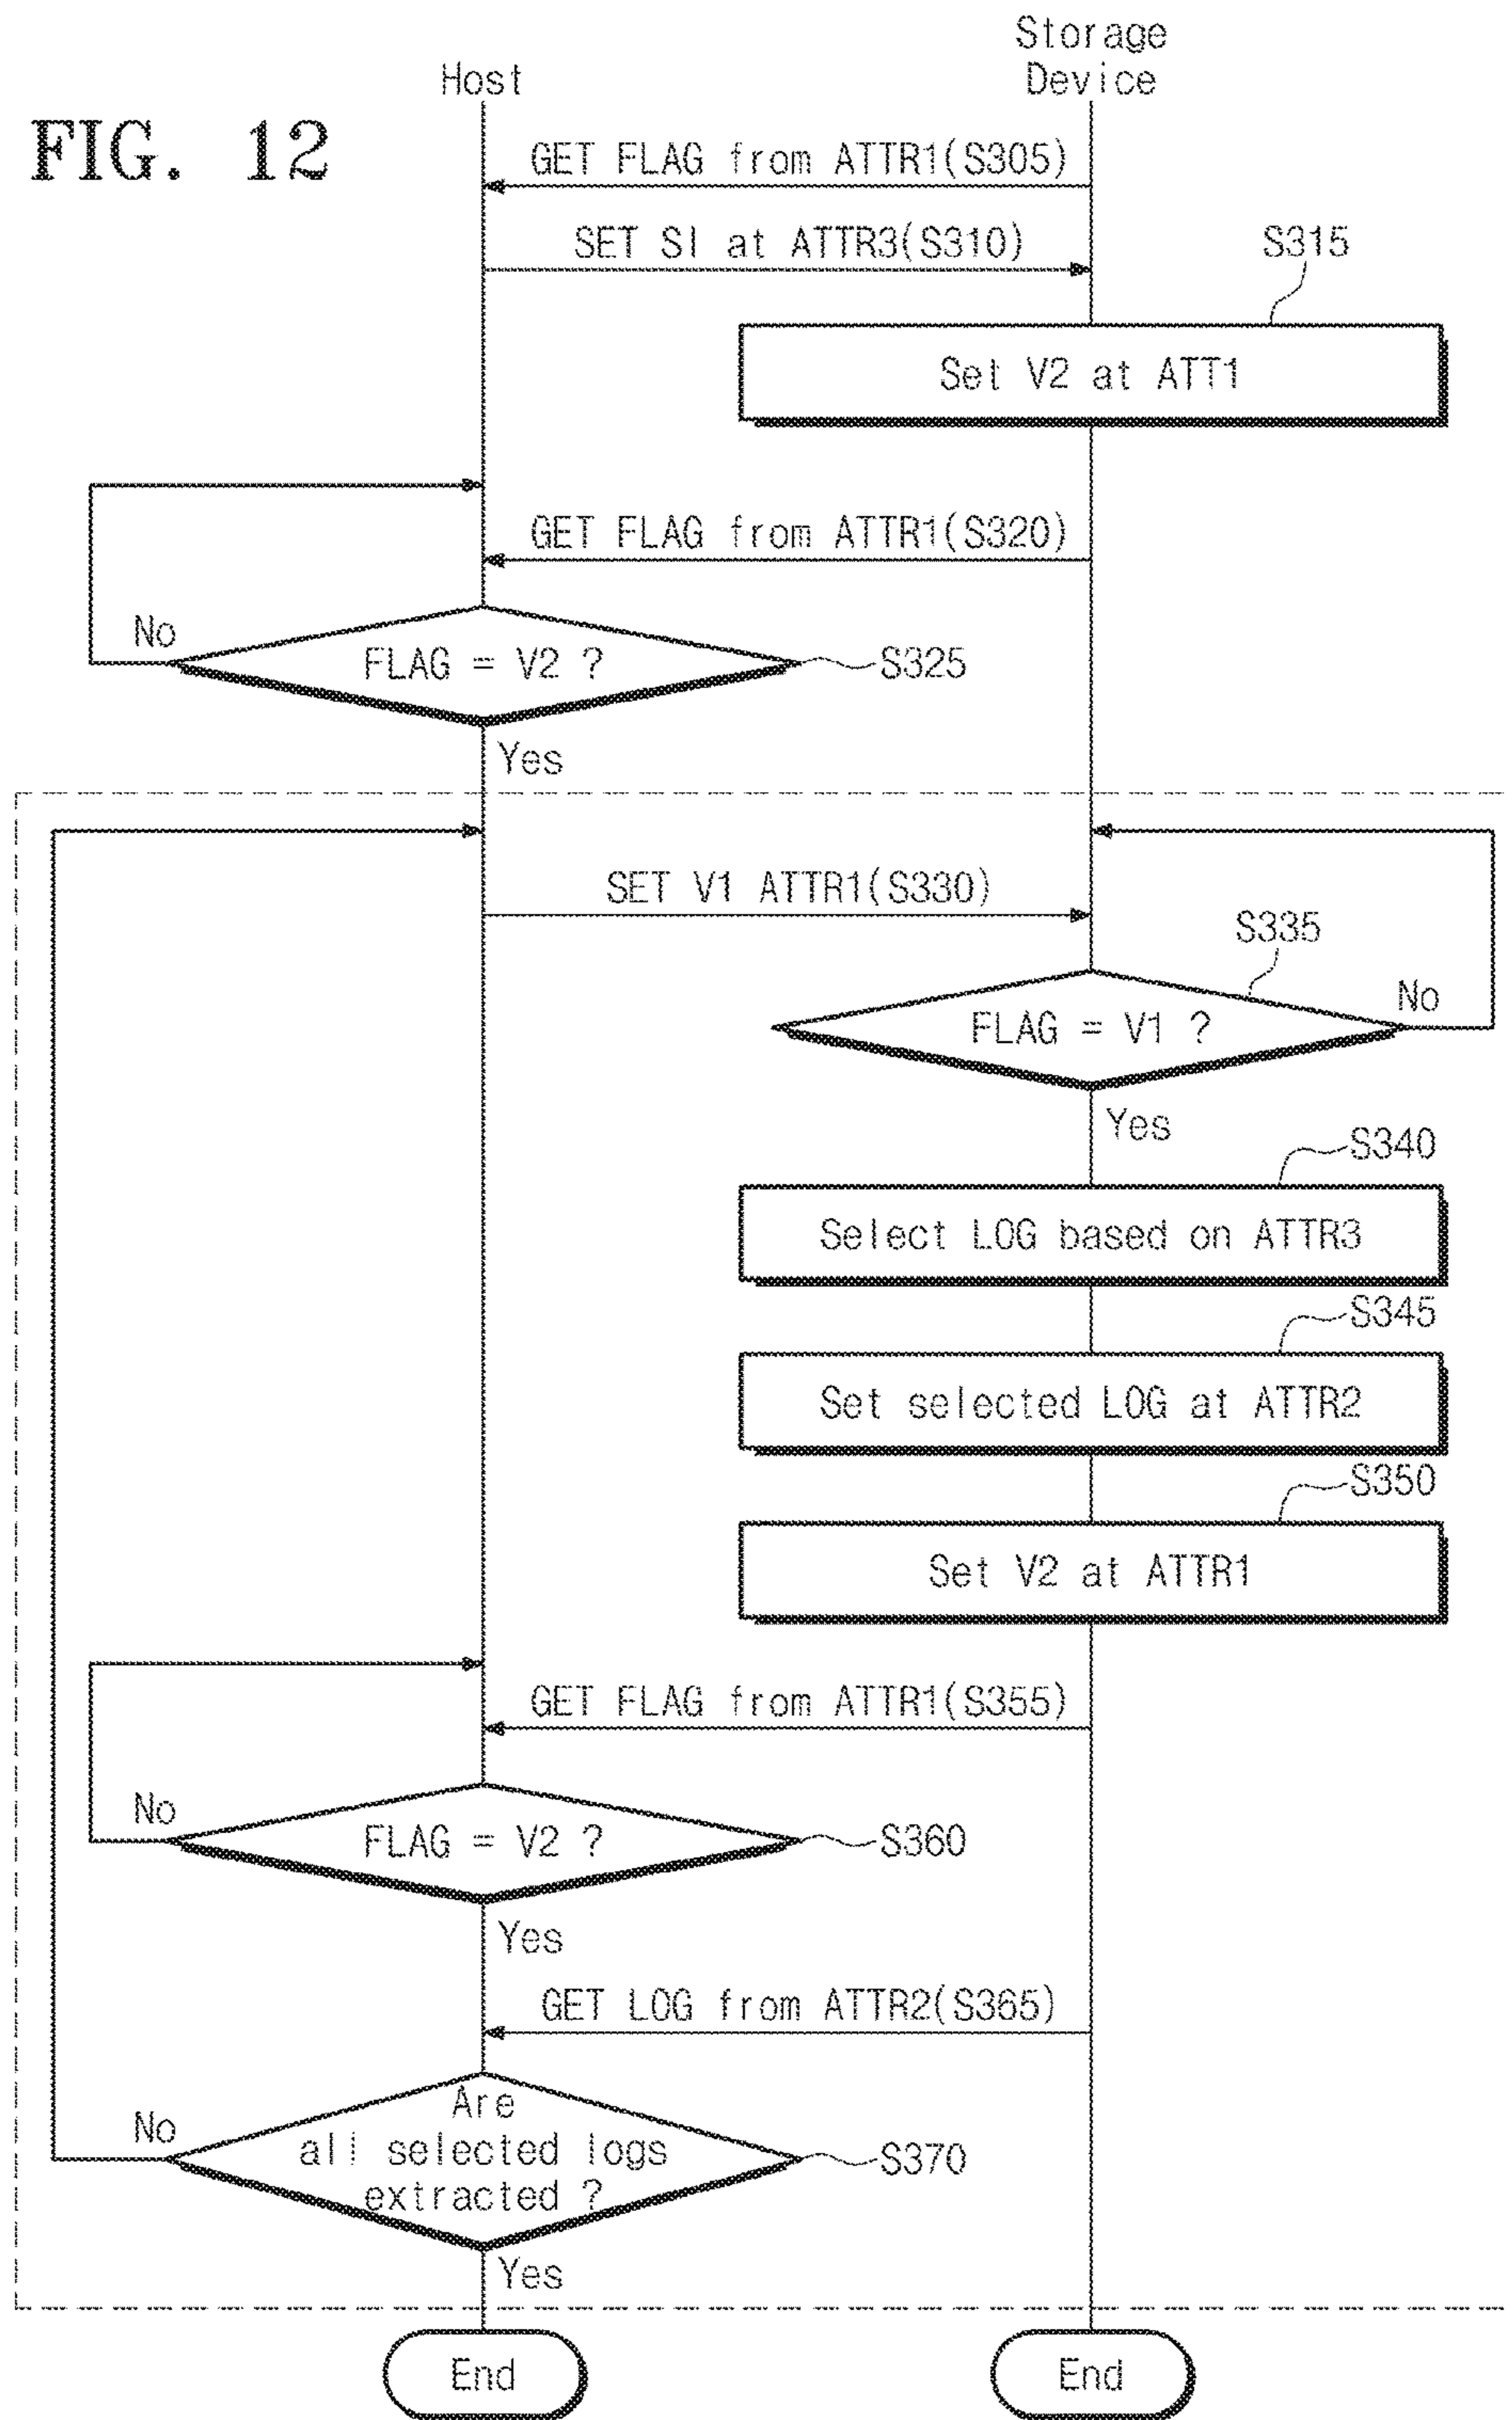 FIG. 12
Host
Storage
Device
GET FLAG from ATTR1(S305)
SET SI at ATTR3(S310)
S315
Set V2 at ATT1
GET FLAG from ATTR1(S320)
No
FLAG = V2 ?
S325
Yes
SET V1 ATTR1(S330)
S335
FLAG = V1 ?
No
Yes
S340
Select LOG based on ATTR3
S345
Set selected LOG at ATTR2
S350
Set V2 at ATTR1
GET FLAG from ATTR1(S355)
No
FLAG = V2 ?
S360
Yes
GET LOG from ATTR2(S365)
No
Are
all selected logs
extracted ?
S370
Yes
End
End